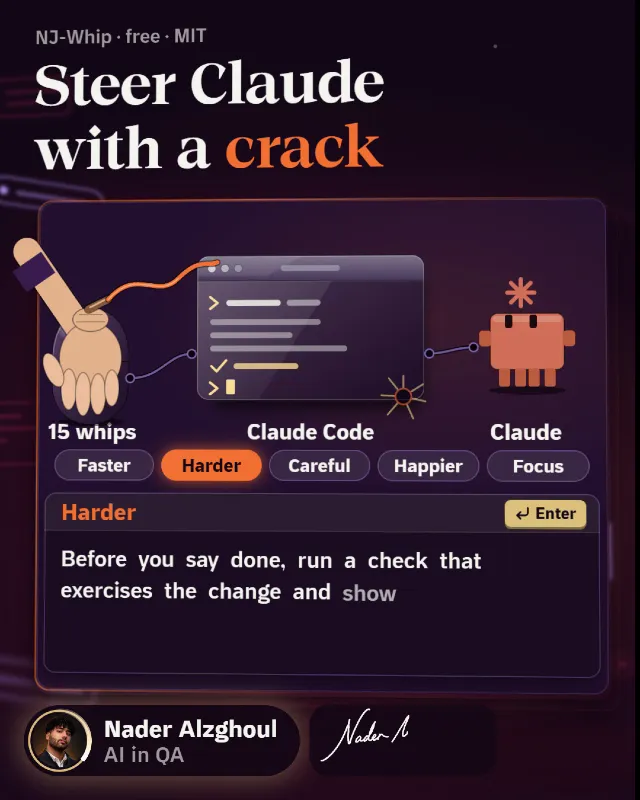 NJ-Whip · free · MIT
Steer Claude
with a crack
15 whips
Claude Code
Claude
Faster
Harder
Careful
Happier
Focus
Harder
↵ Enter
Before you say done, run a check that
exercises the change and show
Nader Alzghoul
AI in QA
Nader A